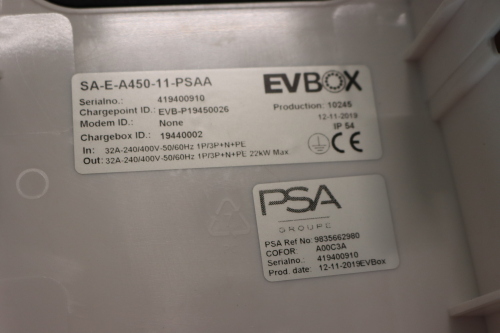 SA-E-A450-11-PSAA
EVBOX
Serialno.: 419400910
Chargepoint ID.: EVB-P19450026
Modem ID.: None
Chargebox ID.: 19440002
Production: 10245
12-11-2019
IP 54
CE
In: 32A-240/400V-50/60Hz 1P/3P+N+PE
Out: 32A-240/400V-50/60Hz 1P/3P+N+PE 22kW Max.
PSA
GROUPE
PSA Ref No: 9835662980
COFOR: A00C3A
Serialno.: 419400910
Prod. date: 12-11-2019EVBox